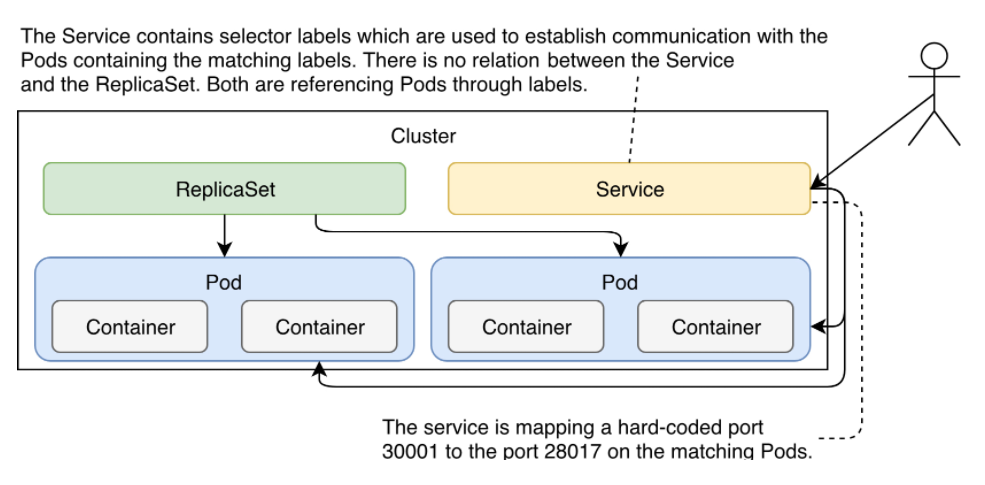 The Service contains selector labels which are used to establish communication with the
Pods containing the matching labels. There is no relation between the Service
and the ReplicaSet. Both are referencing Pods through labels.
Cluster
ReplicaSet
Service
Pod
Pod
Container
Container
Container
Container
The service is mapping a hard-coded port
30001 to the port 28017 on the matching Pods.